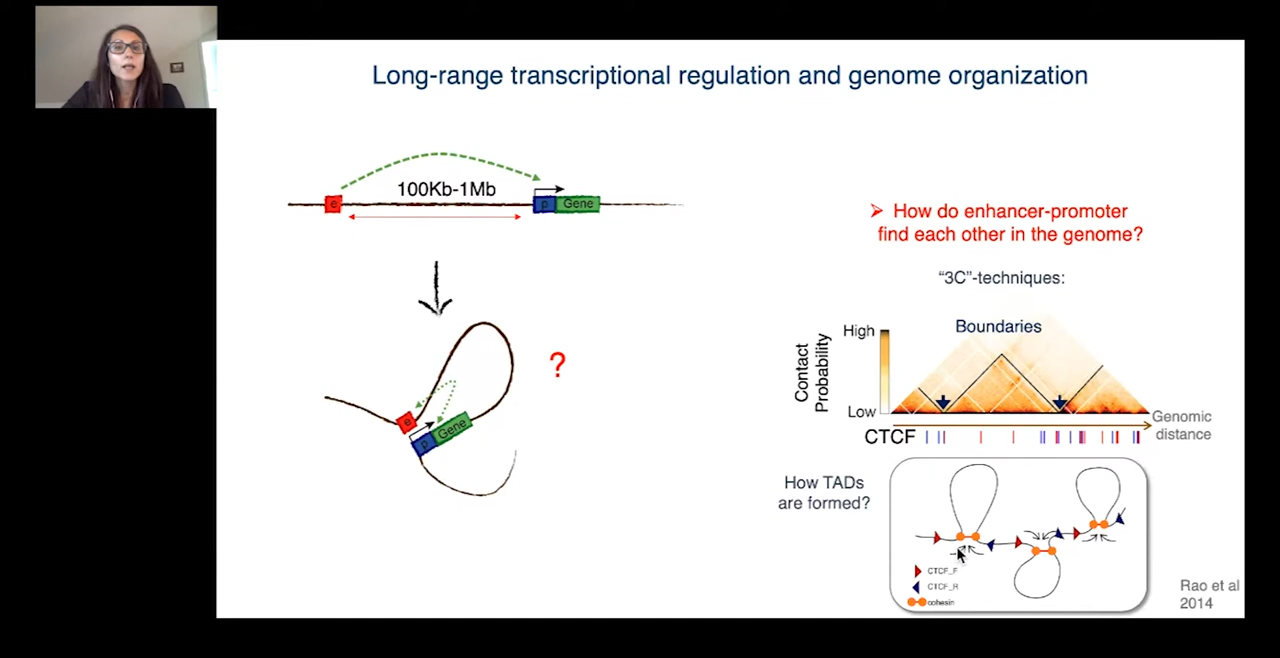 Long-range transcriptional regulation and genome organization
100Kb-1Mb
e
p
Gene
e
p
Gene
?
➤ How do enhancer-promoter
find each other in the genome?
“3C”-techniques:
High
Boundaries
Contact
Probability
Low
Genomic
distance
CTCF
How TADs
are formed?
CTCF_F
CTCF_R
cohesin
Rao et al
2014